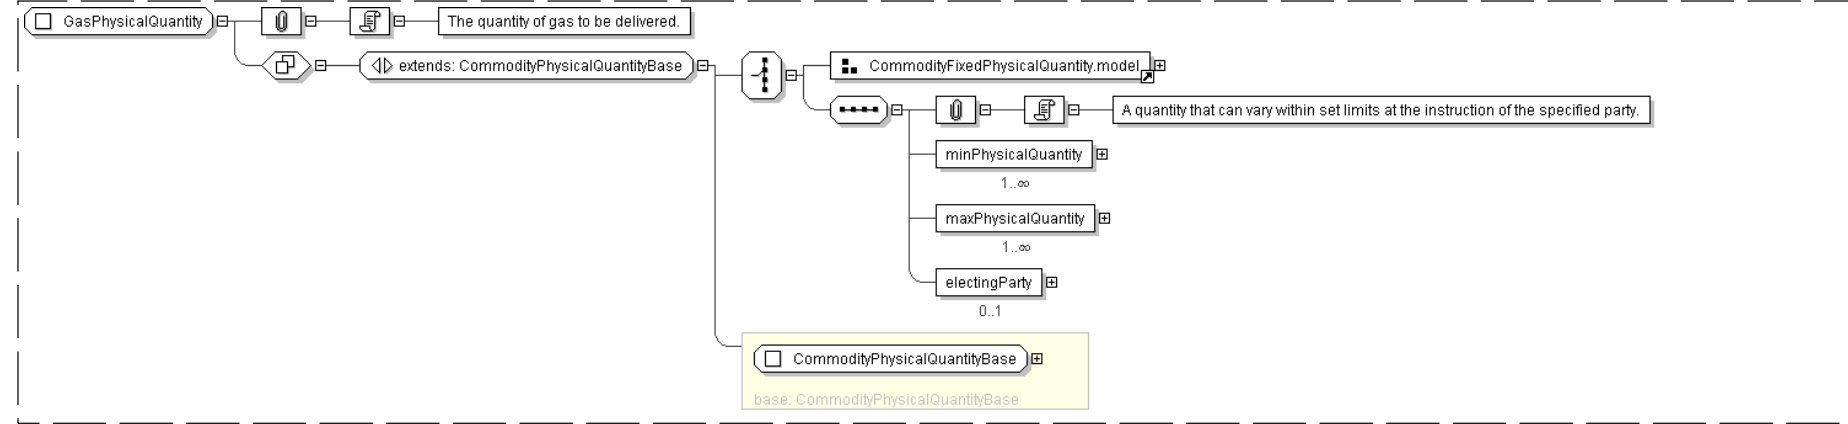 GasPhysicalQuantity
The quantity of gas to be delivered.
extends: CommodityPhysicalQuantityBase
CommodityFixedPhysicalQuantity.model
A quantity that can vary within set limits at the instruction of the specified party.
minPhysicalQuantity
1..∞
maxPhysicalQuantity
1..∞
electingParty
0..1
CommodityPhysicalQuantityBase
base: CommodityPhysicalQuantityBase